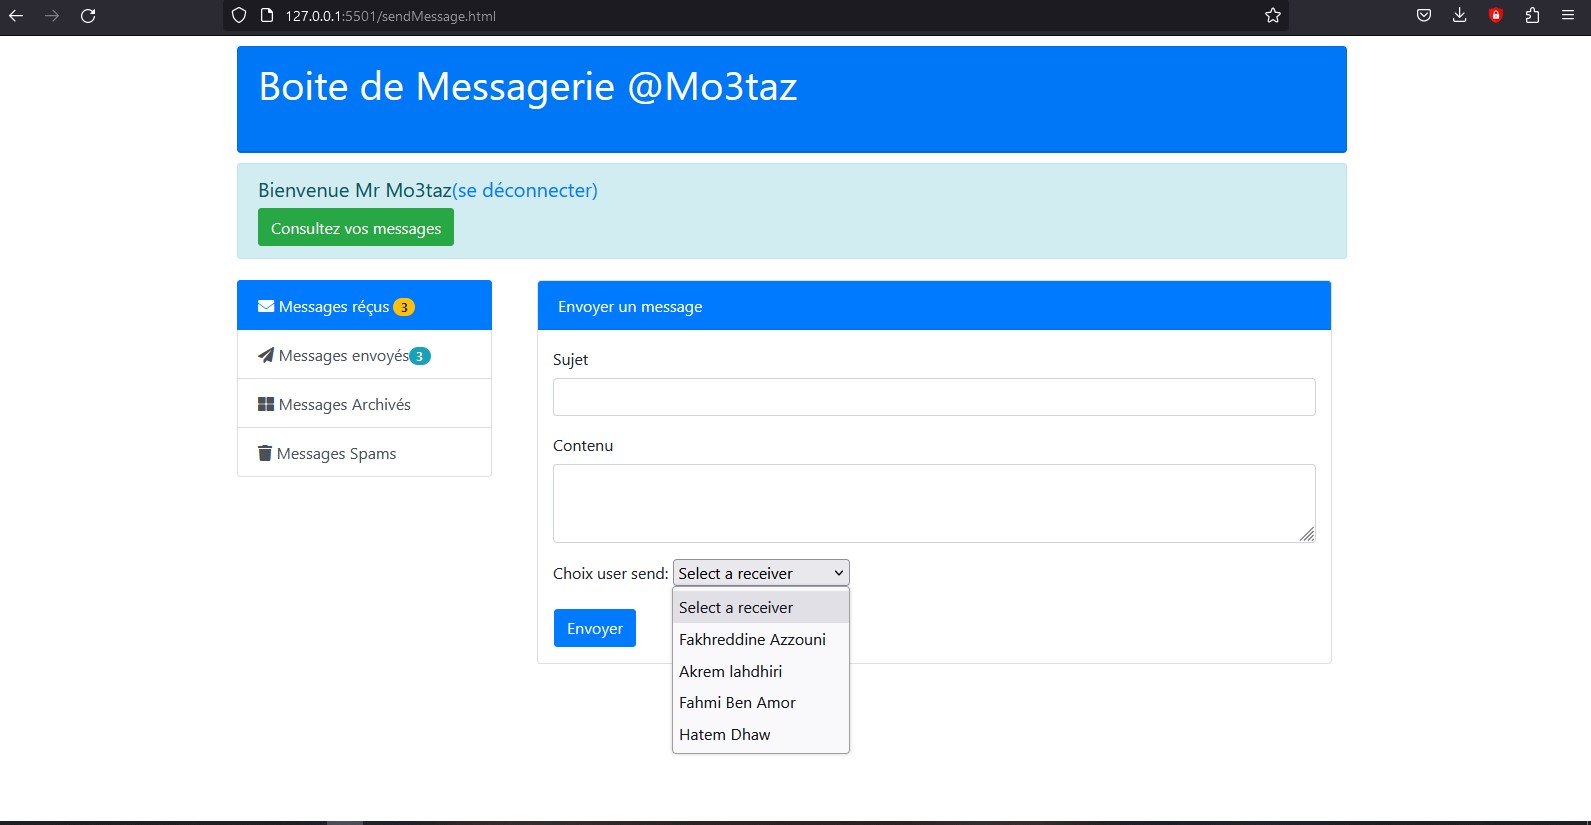 127.0.0.1:5501/sendMessage.html
Boite de Messagerie @Mo3taz
Bienvenue Mr Mo3taz(se déconnecter)
Consultez vos messages
Messages réçus 3
Messages envoyés 3
Messages Archivés
Messages Spams
Envoyer un message
Sujet
Contenu
Choix user send: Select a receiver
Select a receiver
Fakhreddine Azzouni
Akrem lahdhiri
Fahmi Ben Amor
Hatem Dhaw
Envoyer